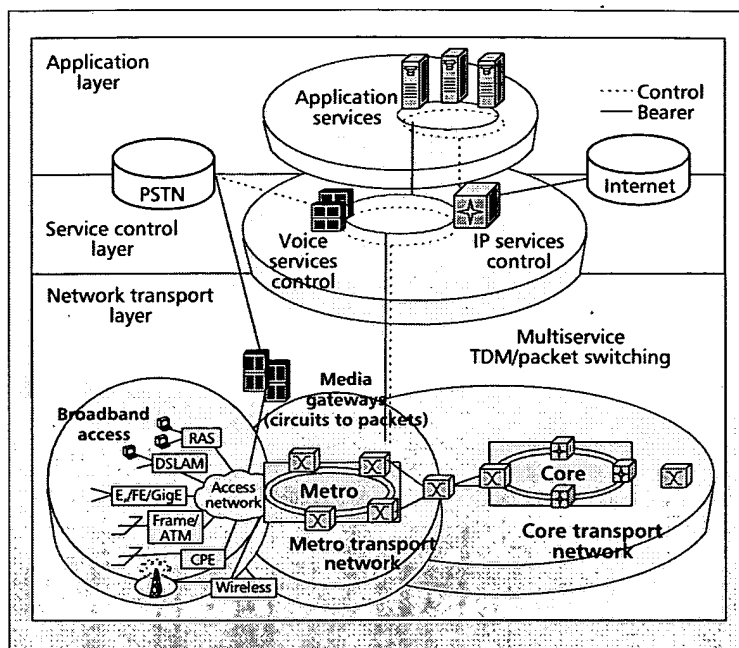 Application
layer
Application
services
Control
Bearer
PSTN
Internet
Service control
layer
Voice
services
control
IP services
control
Network transport
layer
Multiservice
TDM/packet switching
Media
gateways
(circuits to packets)
Broadband
access
RAS
DSLAM
E,/FE/GigE
Frame/
ATM
CPE
Wireless
Access
network
Metro
Metro transport
network
Core
Core transport
network